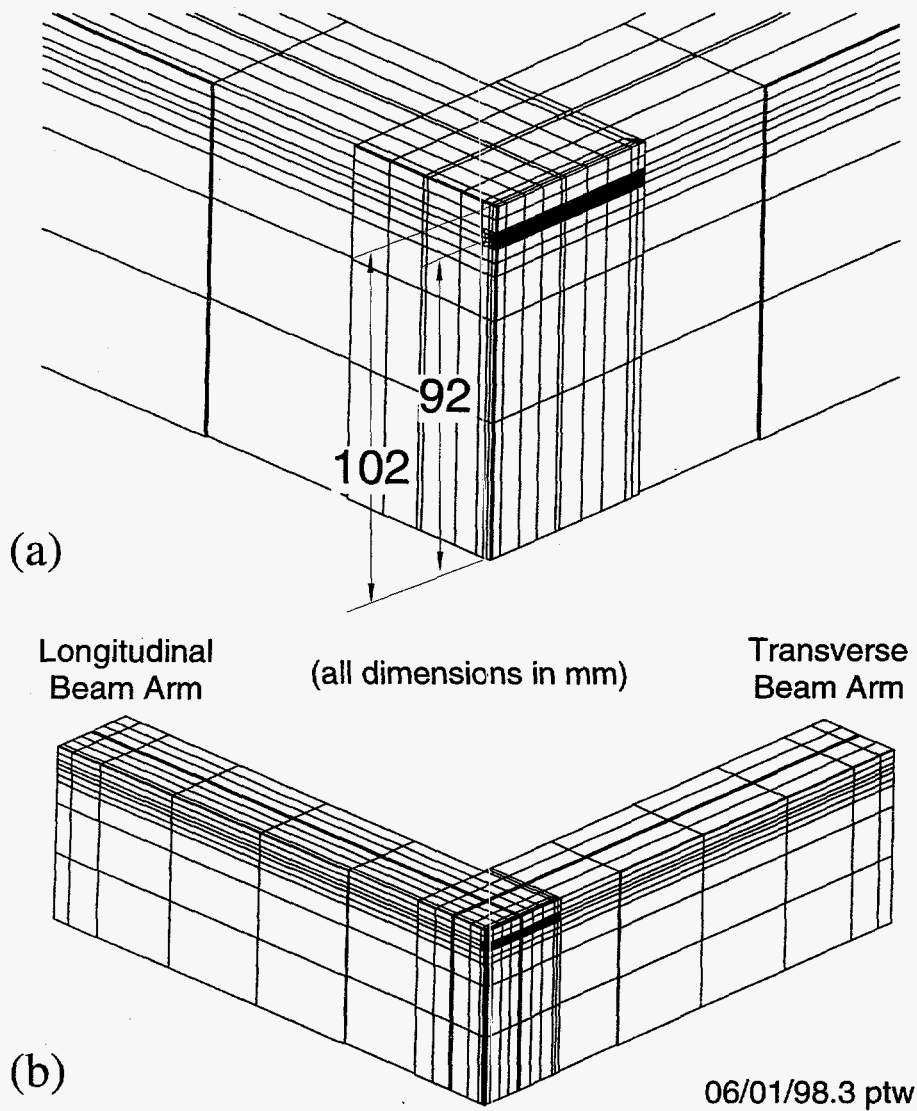 92
102
(a)
Longitudinal
Beam Arm
(all dimensions in mm)
Transverse
Beam Arm
(b)
06/01/98.3 ptw